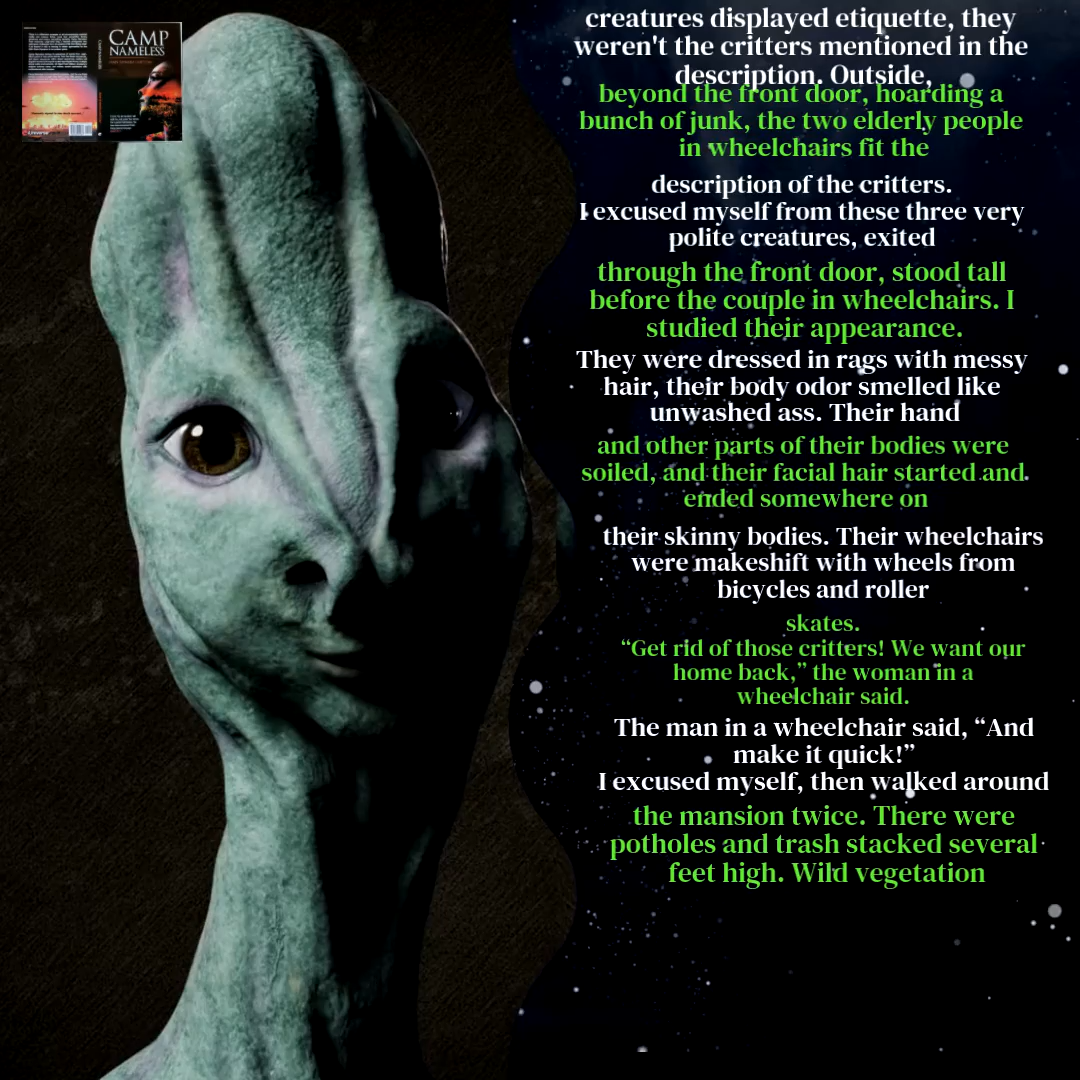 CAMP
NAMELESS
creatures displayed etiquette, they
weren't the critters mentioned in the
description. Outside,
beyond the front door, hoarding a
bunch of junk, the two elderly people
in wheelchairs fit the
description of the critters.
I excused myself from these three very
polite creatures, exited
through the front door, stood tall
before the couple in wheelchairs. I
studied their appearance.
They were dressed in rags with messy
hair, their body odor smelled like
unwashed ass. Their hand
and other parts of their bodies were
soiled, and their facial hair started and
ended somewhere on
their skinny bodies. Their wheelchairs
were makeshift with wheels from
bicycles and roller
skates.
“Get rid of those critters! We want our
home back,” the woman in a
wheelchair said.
The man in a wheelchair said, “And
make it quick!”
I excused myself, then walked around
the mansion twice. There were
potholes and trash stacked several
feet high. Wild vegetation